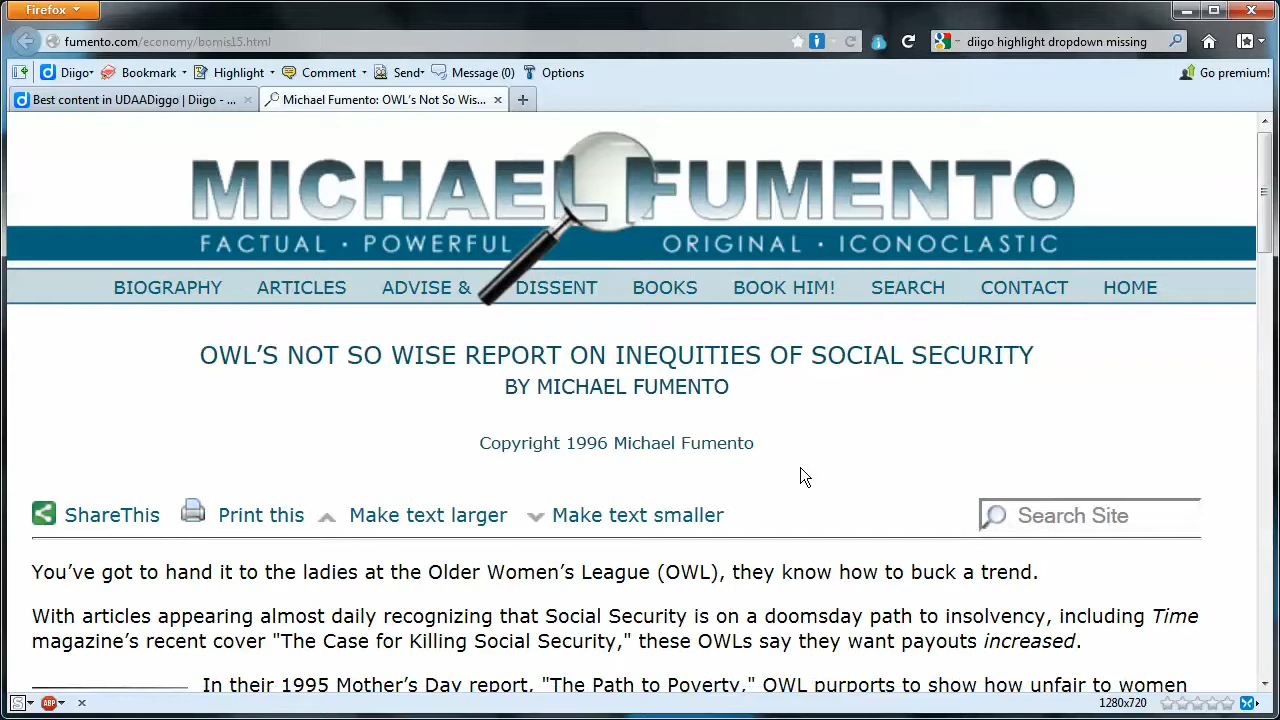 Firefox
fumento.com/economy/bomis15.html
diigo highlight dropdown missing
Diigo Bookmark Highlight Comment Send Message (0) Options Go premium!
Best content in UDAADiggo | Diigo - ...
Michael Fumento: OWL's Not So Wis...
MICHAEL FUMENTO
FACTUAL · POWERFUL ORIGINAL · ICONOCLASTIC
BIOGRAPHY ARTICLES ADVISE & DISSENT BOOKS BOOK HIM! SEARCH CONTACT HOME
OWL’S NOT SO WISE REPORT ON INEQUITIES OF SOCIAL SECURITY
BY MICHAEL FUMENTO
Copyright 1996 Michael Fumento
ShareThis Print this Make text larger Make text smaller Search Site
You’ve got to hand it to the ladies at the Older Women’s League (OWL), they know how to buck a trend.
With articles appearing almost daily recognizing that Social Security is on a doomsday path to insolvency, including Time
magazine’s recent cover "The Case for Killing Social Security," these OWLs say they want payouts increased.
In their 1995 Mother’s Day report, "The Path to Poverty," OWL purports to show how unfair to women
S ABP 1280x720